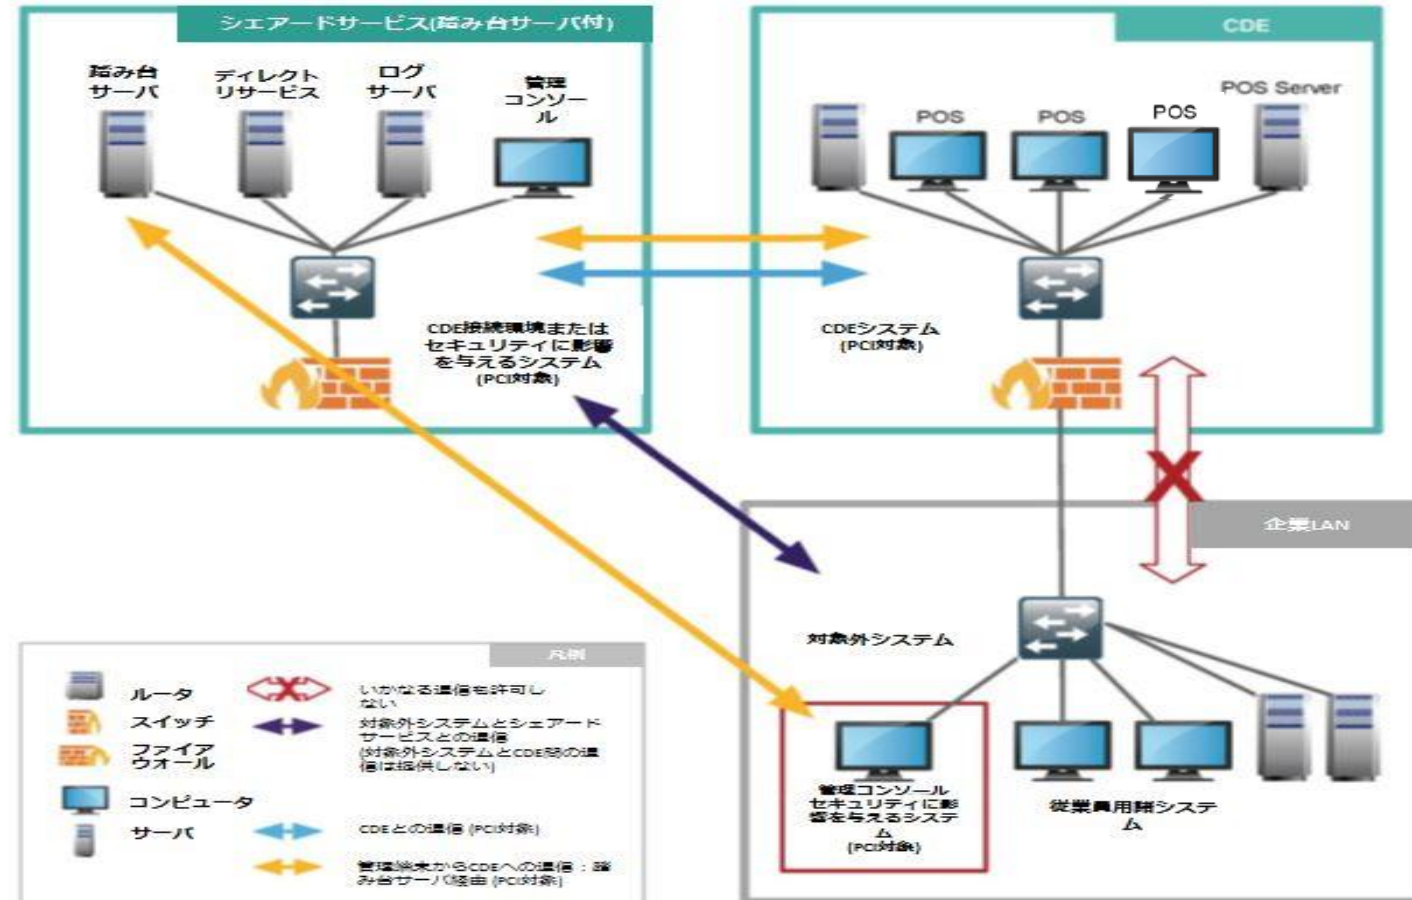 シェアードサービス(踏み台サーバ付)
踏み台
サーバ
ディレクト
リサービス
ログ
サーバ
管理
コンソー
ル
CDE接続環境または
セキュリティに影響
を与えるシステム
(PCI対象)
CDE
POS
POS
POS
POS Server
CDEシステム
(PCI対象)
企業LAN
対象外システム
管理コンソール
セキュリティに影
響を与えるシステ
ム
(PCI対象)
従業員用諸システ
ム
凡例
ルータ
スイッチ
ファイア
ウォール
コンピュータ
サーバ
いかなる通信も許可し
ない
対象外システムとシェアード
サービスとの通信
(対象外システムとCDE間の通
信は提供しない)
CDEとの通信 (PCI対象)
管理端末からCDEへの通信：踏
み台サーバ経由 (PCI対象)